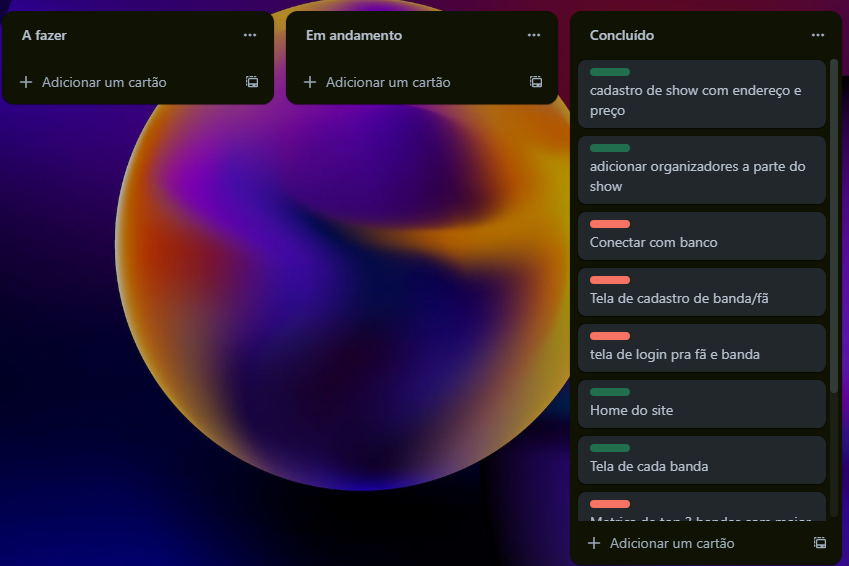 A fazer
Adicionar um cartão
Em andamento
Adicionar um cartão
Concluído
cadastro de show com endereço e
preço
adicionar organizadores a parte do
show
Conectar com banco
Tela de cadastro de banda/fã
tela de login pra fã e banda
Home do site
Tela de cada banda
Adicionar um cartão